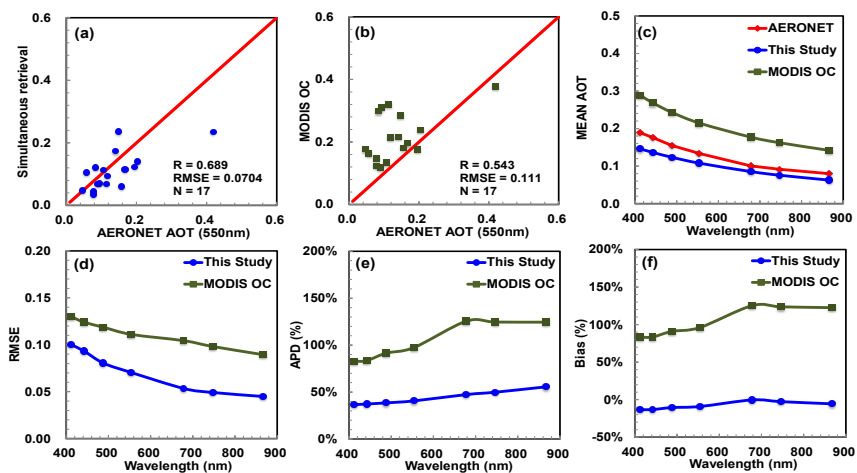 (a)
Simultaneous retrieval
0.6
0.4
0.2
0.0
R = 0.689
RMSE = 0.0704
N = 17
0.0 0.2 0.4 0.6
AERONET AOT (550nm)
(b)
MODIS OC
0.6
0.4
0.2
0.0
R = 0.543
RMSE = 0.111
N = 17
0.0 0.2 0.4 0.6
AERONET AOT (550nm)
(c)
AERONET
This Study
MODIS OC
MEAN AOT
0.5
0.4
0.3
0.2
0.1
0.0
400 500 600 700 800 900
Wavelength (nm)
(d)
This Study
MODIS OC
RMSE
0.20
0.15
0.10
0.05
0.00
400 500 600 700 800 900
Wavelength (nm)
(e)
This Study
MODIS OC
APD (%)
200%
150%
100%
50%
0%
400 500 600 700 800 900
Wavelength (nm)
(f)
This Study
MODIS OC
Bias (%)
200%
150%
100%
50%
0%
-50%
400 500 600 700 800 900
Wavelength (nm)